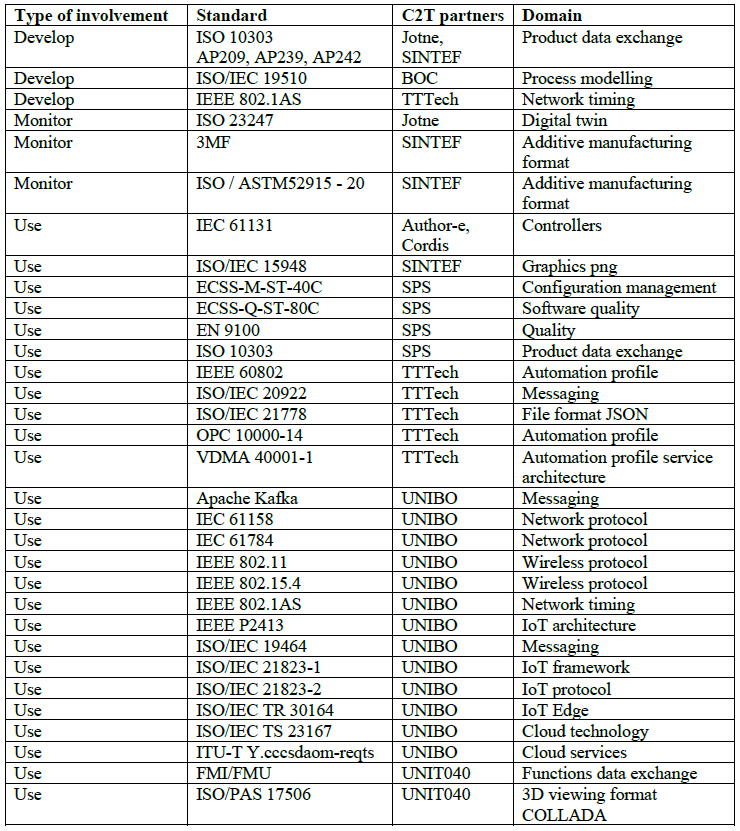 Type of involvement Standard C2T partners Domain
Develop ISO 10303 Jotne, Product data exchange
AP209, AP239, AP242 SINTEF
Develop ISO/IEC 19510 BOC Process modelling
Develop IEEE 802.1AS TTTech Network timing
Monitor ISO 23247 Jotne Digital twin
Monitor 3MF SINTEF Additive manufacturing
format
Monitor ISO / ASTM52915 - 20 SINTEF Additive manufacturing
format
Use IEC 61131 Author-e, Controllers
Cordis
Use ISO/IEC 15948 SINTEF Graphics png
Use ECSS-M-ST-40C SPS Configuration management
Use ECSS-Q-ST-80C SPS Software quality
Use EN 9100 SPS Quality
Use ISO 10303 SPS Product data exchange
Use IEEE 60802 TTTech Automation profile
Use ISO/IEC 20922 TTTech Messaging
Use ISO/IEC 21778 TTTech File format JSON
Use OPC 10000-14 TTTech Automation profile
Use VDMA 40001-1 TTTech Automation profile service
architecture
Use Apache Kafka UNIBO Messaging
Use IEC 61158 UNIBO Network protocol
Use IEC 61784 UNIBO Network protocol
Use IEEE 802.11 UNIBO Wireless protocol
Use IEEE 802.15.4 UNIBO Wireless protocol
Use IEEE 802.1AS UNIBO Network timing
Use IEEE P2413 UNIBO IoT architecture
Use ISO/IEC 19464 UNIBO Messaging
Use ISO/IEC 21823-1 UNIBO IoT framework
Use ISO/IEC 21823-2 UNIBO IoT protocol
Use ISO/IEC TR 30164 UNIBO IoT Edge
Use ISO/IEC TS 23167 UNIBO Cloud technology
Use ITU-T Y.cccsdaom-reqts UNIBO Cloud services
Use FMI/FMU UNIT040 Functions data exchange
Use ISO/PAS 17506 UNIT040 3D viewing format
COLLADA